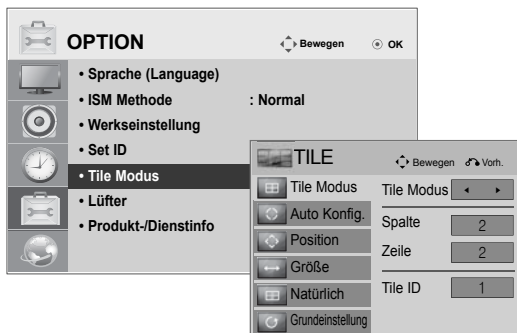 OPTION
Bewegen
OK
• Sprache (Language)
• ISM Methode : Normal
• Werkseinstellung
• Set ID
• Tile Modus
• Lüfter
• Produkt-/Dienstinfo
TILE
Bewegen
Vorh.
Tile Modus
Auto Konfig.
Position
Größe
Natürlich
Grundeinstellung
Tile Modus
Spalte 2
Zeile 2
Tile ID 1